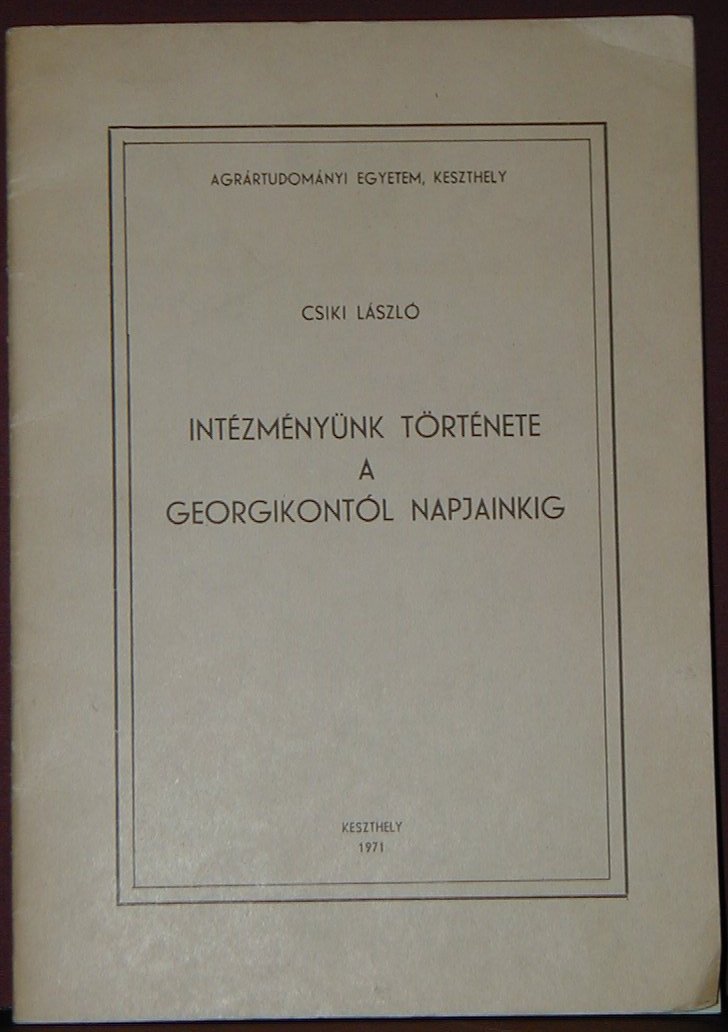 AGRÁRTUDOMÁNYI EGYETEM, KESZTHELY
CSIKI LÁSZLÓ
INTÉZMÉNYÜNK TÖRTÉNETE
A
GEORGIKONTÓL NAPJAINKIG
KESZTHELY
1971